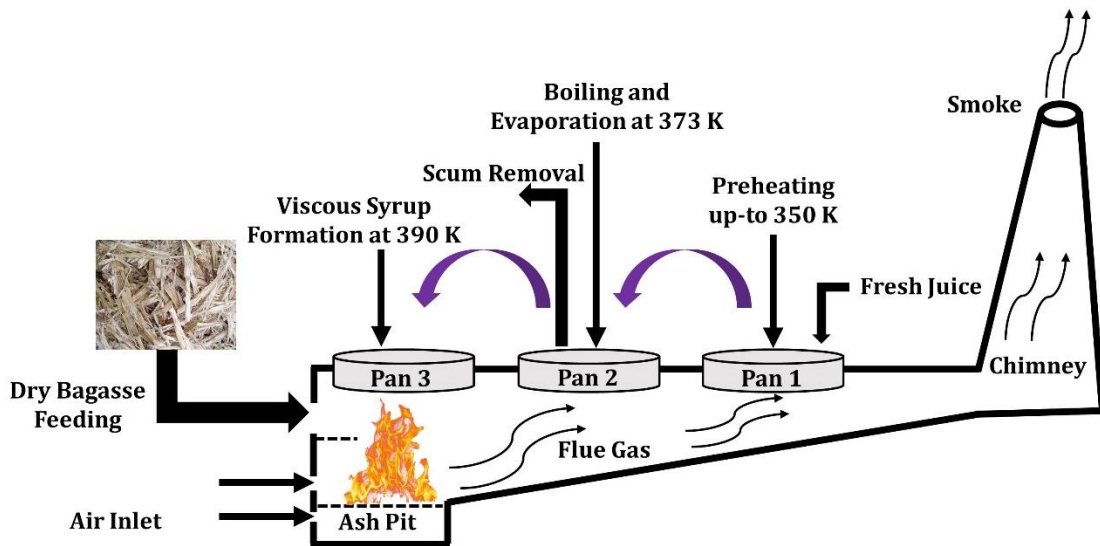 Smoke
Boiling and
Evaporation at 373 K
Scum Removal
Preheating
up-to 350 K
Viscous Syrup
Formation at 390 K
Fresh Juice
Chimney
Pan 3
Pan 2
Pan 1
Dry Bagasse
Feeding
Flue Gas
Air Inlet
Ash Pit